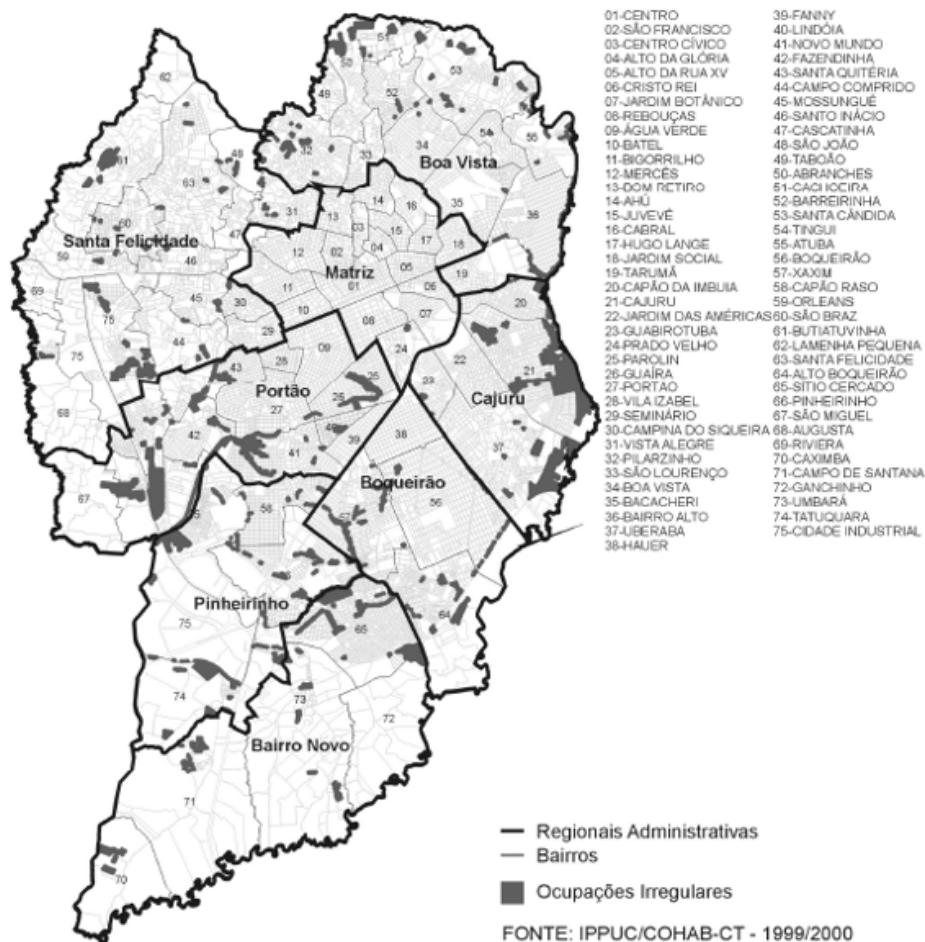 01-CENTRO
02-SÃO FRANCISCO
03-CENTRO CÍVICO
04-ALTO DA GLÓRIA
05-ALTO DA RUA XV
06-CRISTO REI
07-JARDIM BOTÂNICO
08-REBOUÇAS
09-ÁGUA VERDE
10-BATEL
11-BIGORRILHO
12-MERCÊS
13-DOM RETIRO
14-AHÚ
15-JUVEVÊ
16-CABRAL
17-HUGO LANGE
18-JARDIM SOCIAL
19-TARUMÃ
20-CAPÃO DA IMBUIA
21-CAJURU
22-JARDIM DAS AMÉRICAS
23-GUABIROTUBA
24-PRADO VELHO
25-PAROLIN
26-GUAÍRA
27-PORTAO
28-VILA IZABEL
29-SEMINÁRIO
30-CAMPINA DO SIQUEIRA
31-VISTA ALEGRE
32-PILARZINHO
33-SÃO LOURENÇO
34-BOA VISTA
35-BACACHERI
36-BAIRRO ALTO
37-UBERABA
38-HAUER
39-FANNY
40-LINDÓIA
41-NOVO MUNDO
42-FAZENDINHA
43-SANTA QUITÉRIA
44-CAMPO COMPRIDO
45-MOSSUNGUÊ
46-SANTO INÁCIO
47-CASCATINHA
48-SÃO JOÃO
49-TABOÃO
50-ABRANCHES
51-CACHOEIRA
52-BARREIRINHA
53-SANTA CÂNDIDA
54-TINGUI
55-ATUBA
56-BOQUEIRÃO
57-XAXIM
58-CAPÃO RASO
59-ORLEANS
60-SÃO BRAZ
61-BUTIATUVINHA
62-LAMENHA PEQUENA
63-SANTA FELICIDADE
64-ALTO BOQUEIRÃO
65-SÍTIO CERCADO
66-PINHEIRINHO
67-SÃO MIGUEL
68-AUGUSTA
69-RIVIERA
70-CAXIMBA
71-CAMPO DE SANTANA
72-GANCHINHO
73-UMBARÁ
74-TATUQUARA
75-CIDADE INDUSTRIAL
Boa Vista
Santa Felicidade
Matriz
Portão
Cajuru
Boqueirão
Pinheirinho
Bairro Novo
Regionais Administrativas
Bairros
Ocupações Irregulares
FONTE: IPPUC/COHAB-CT - 1999/2000